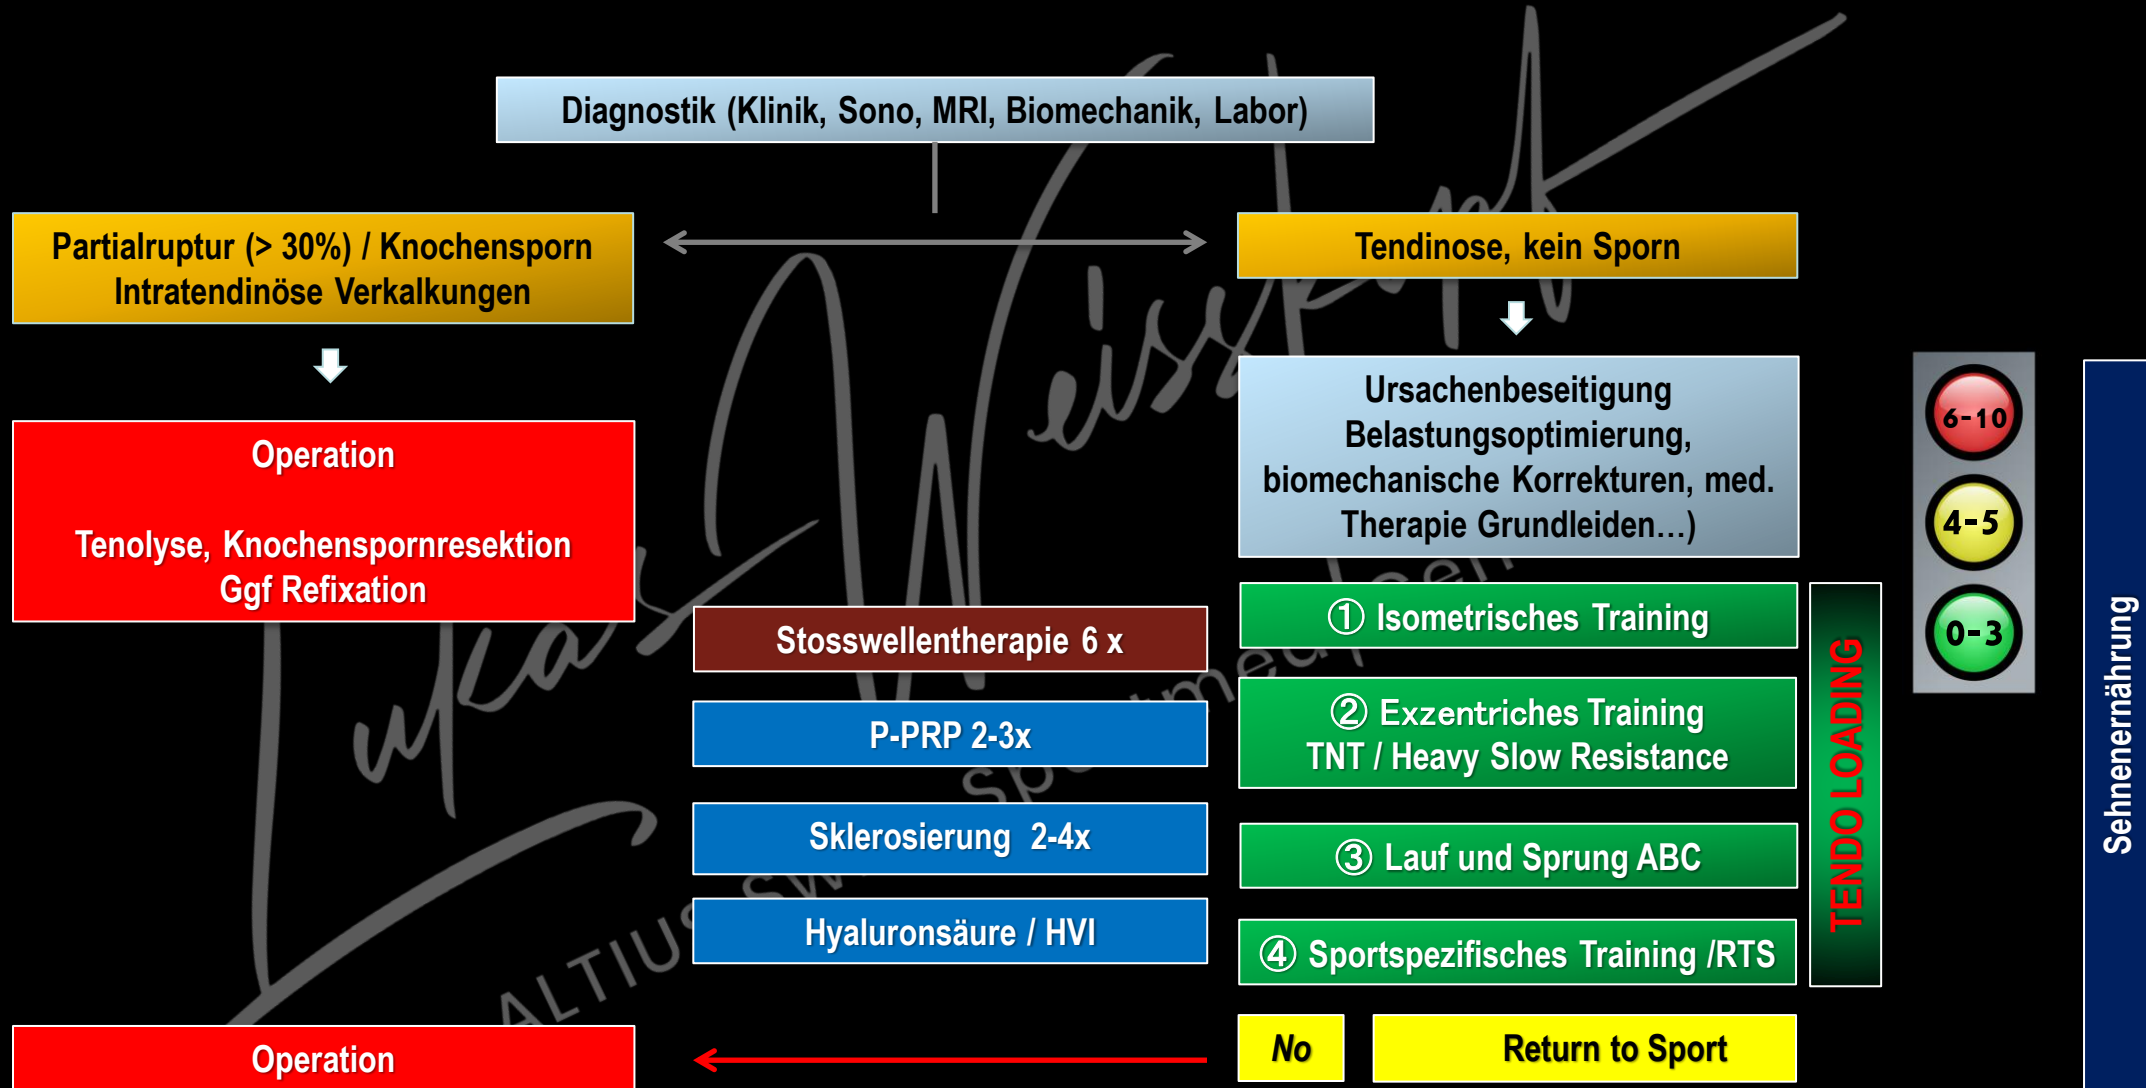 Diagnostik (Klinik, Sono, MRI, Biomechanik, Labor)
Partialruptur (> 30%) / Knochensporn
Intratendinöse Verkalkungen
Tendinose, kein Sporn
Operation
Tenolyse, Knochenspornresektion
Ggf Refixation
Ursachenbeseitigung
Belastungsoptimierung,
biomechanische Korrekturen, med.
Therapie Grundleiden…)
Stosswellentherapie 6 x
P-PRP 2-3x
Sklerosierung 2-4x
Hyaluronsäure / HVI
① Isometrisches Training
② Exzentriches Training
TNT / Heavy Slow Resistance
③ Lauf und Sprung ABC
④ Sportspezifisches Training /RTS
TENDO LOADING
6-10
4-5
0-3
Sehnenernährung
Operation
No
Return to Sport
Lukas Weisskopf
ALTIUS